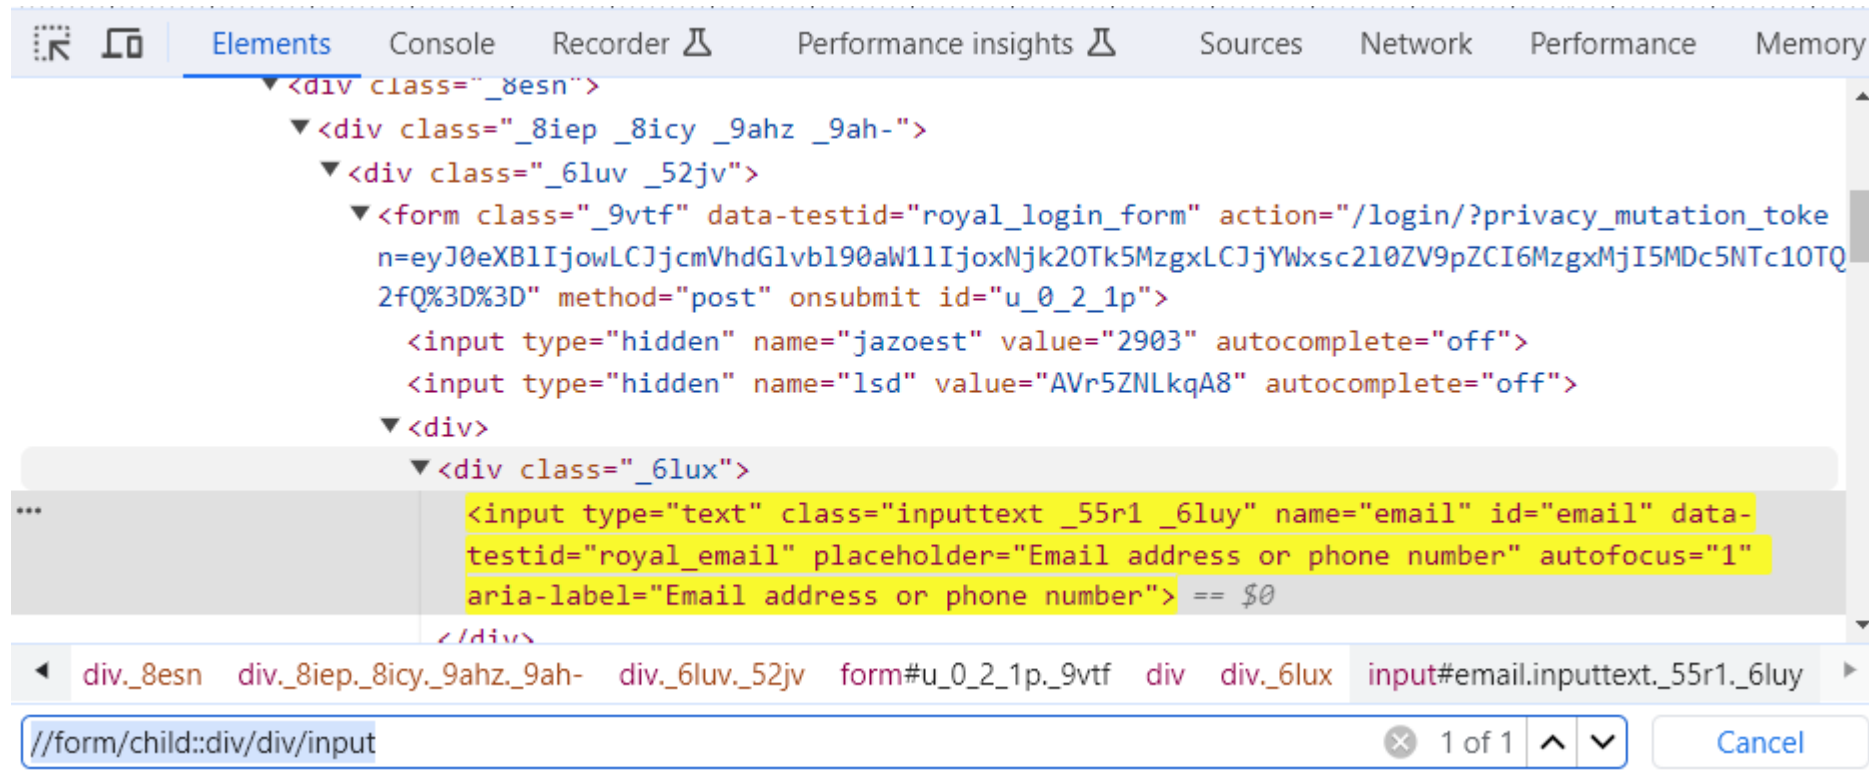 Elements Console Recorder Performance insights Sources Network Performance Memory
<div class="_8esn">
<div class="_8iep _8icy _9ahz _9ah-">
<div class="_6luv _52jv">
<form class="_9vtf" data-testid="royal_login_form" action="/login/?privacy_mutation_toke
n=eyJ0eXBlIjowLCJjcmVhdGlvbl90aW1lIjoxNjk2OTk5MzgxLCJjYWxsc2l0ZV9pZCI6MzgxMjI5MDc5NTc1OTQ
2fQ%3D%3D" method="post" onsubmit id="u_0_2_1p">
<input type="hidden" name="jazoest" value="2903" autocomplete="off">
<input type="hidden" name="lsd" value="AVr5ZNLkqA8" autocomplete="off">
<div>
<div class="_6lux">
<input type="text" class="inputtext _55r1 _6luy" name="email" id="email" data-
testid="royal_email" placeholder="Email address or phone number" autofocus="1"
aria-label="Email address or phone number"> == $0
</div>
div._8esn div._8iep._8icy._9ahz._9ah- div._6luv._52jv form#u_0_2_1p._9vtf div div._6lux input#email.inputtext._55r1._6luy
//form/child::div/div/input 1 of 1 Cancel